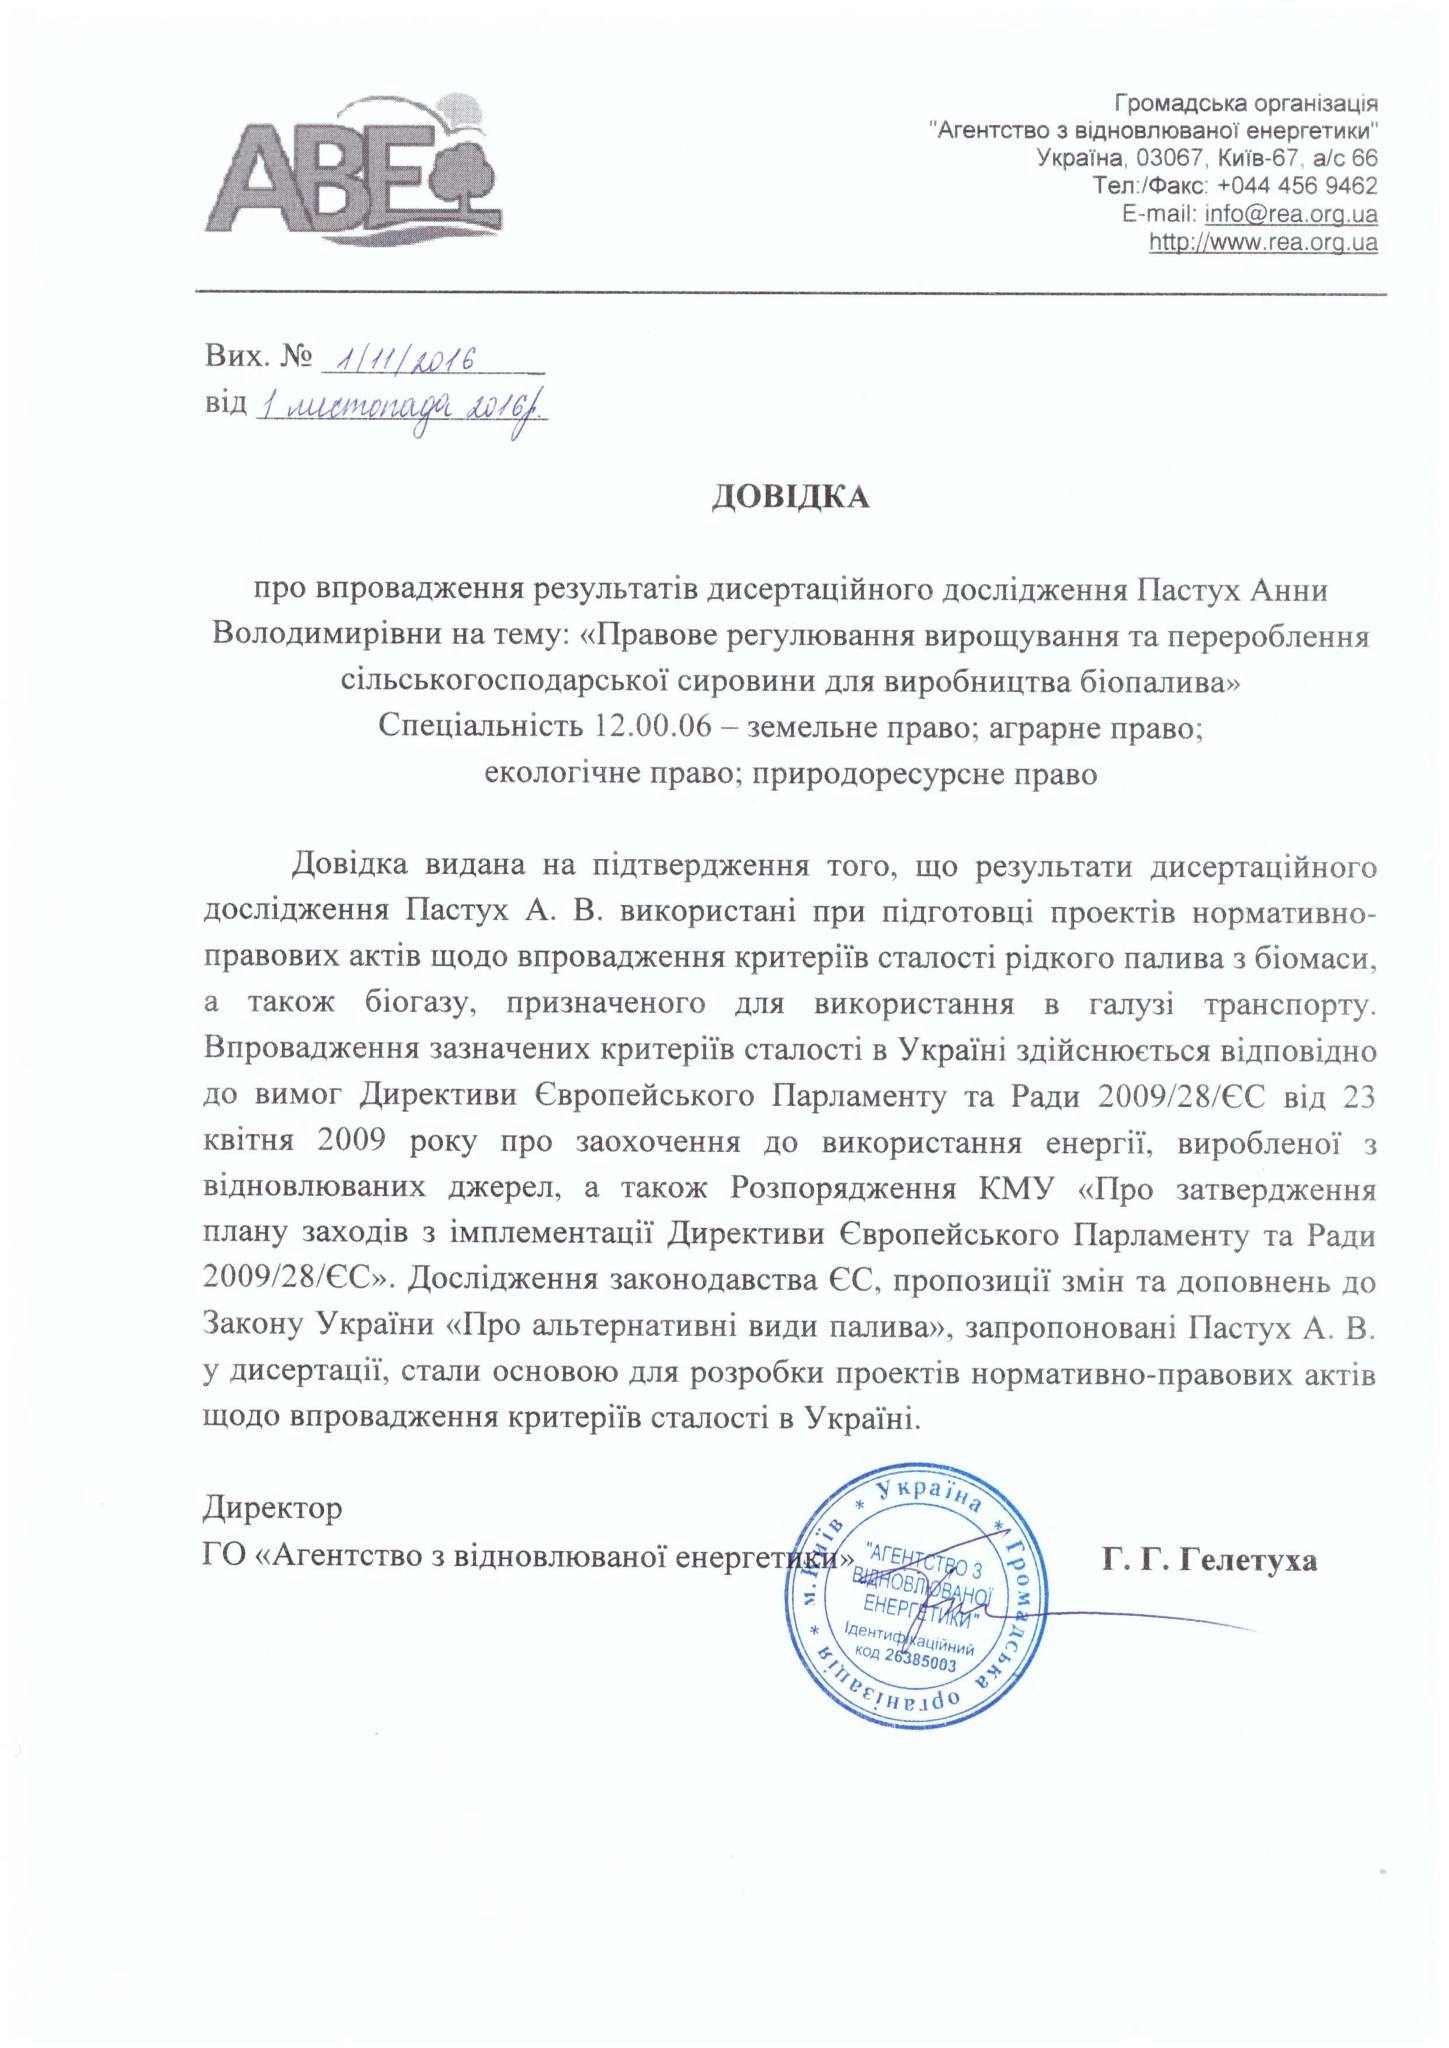 АВЕ
Громадська організація
"Агентство з відновлюваної енергетики"
Україна, 03067, Київ-67, а/с 66
Тел:/Факс: +044 456 9462
E-mail: info@rea.org.ua
http://www.rea.org.ua
Вих. № 1/11/2016
від 1 листопада 2016р.
ДОВІДКА
про впровадження результатів дисертаційного дослідження Пастух Анни
Володимирівни на тему: «Правове регулювання вирощування та перероблення
сільськогосподарської сировини для виробництва біопалива»
Спеціальність 12.00.06 – земельне право; аграрне право;
екологічне право; природоресурсне право
Довідка видана на підтвердження того, що результати дисертаційного
дослідження Пастух А. В. використані при підготовці проектів нормативно-
правових актів щодо впровадження критеріїв сталості рідкого палива з біомаси,
а також біогазу, призначеного для використання в галузі транспорту.
Впровадження зазначених критеріїв сталості в Україні здійснюється відповідно
до вимог Директиви Європейського Парламенту та Ради 2009/28/ЄС від 23
квітня 2009 року про заохочення до використання енергії, виробленої з
відновлюваних джерел, а також Розпорядження КМУ «Про затвердження
плану заходів з імплементації Директиви Європейського Парламенту та Ради
2009/28/ЄС». Дослідження законодавства ЄС, пропозиції змін та доповнень до
Закону України «Про альтернативні види палива», запропоновані Пастух А. В.
у дисертації, стали основою для розробки проектів нормативно-правових актів
щодо впровадження критеріїв сталості в Україні.
Директор
ГО «Агентство з відновлюваної енергетики»
Г. Г. Гелетуха
* Україна * Громадська організація * м.Київ
"АГЕНТСТВО З
ВІДНОВЛЮВАНОЇ
ЕНЕРГЕТИКИ"
Ідентифікаційний
код 26385003